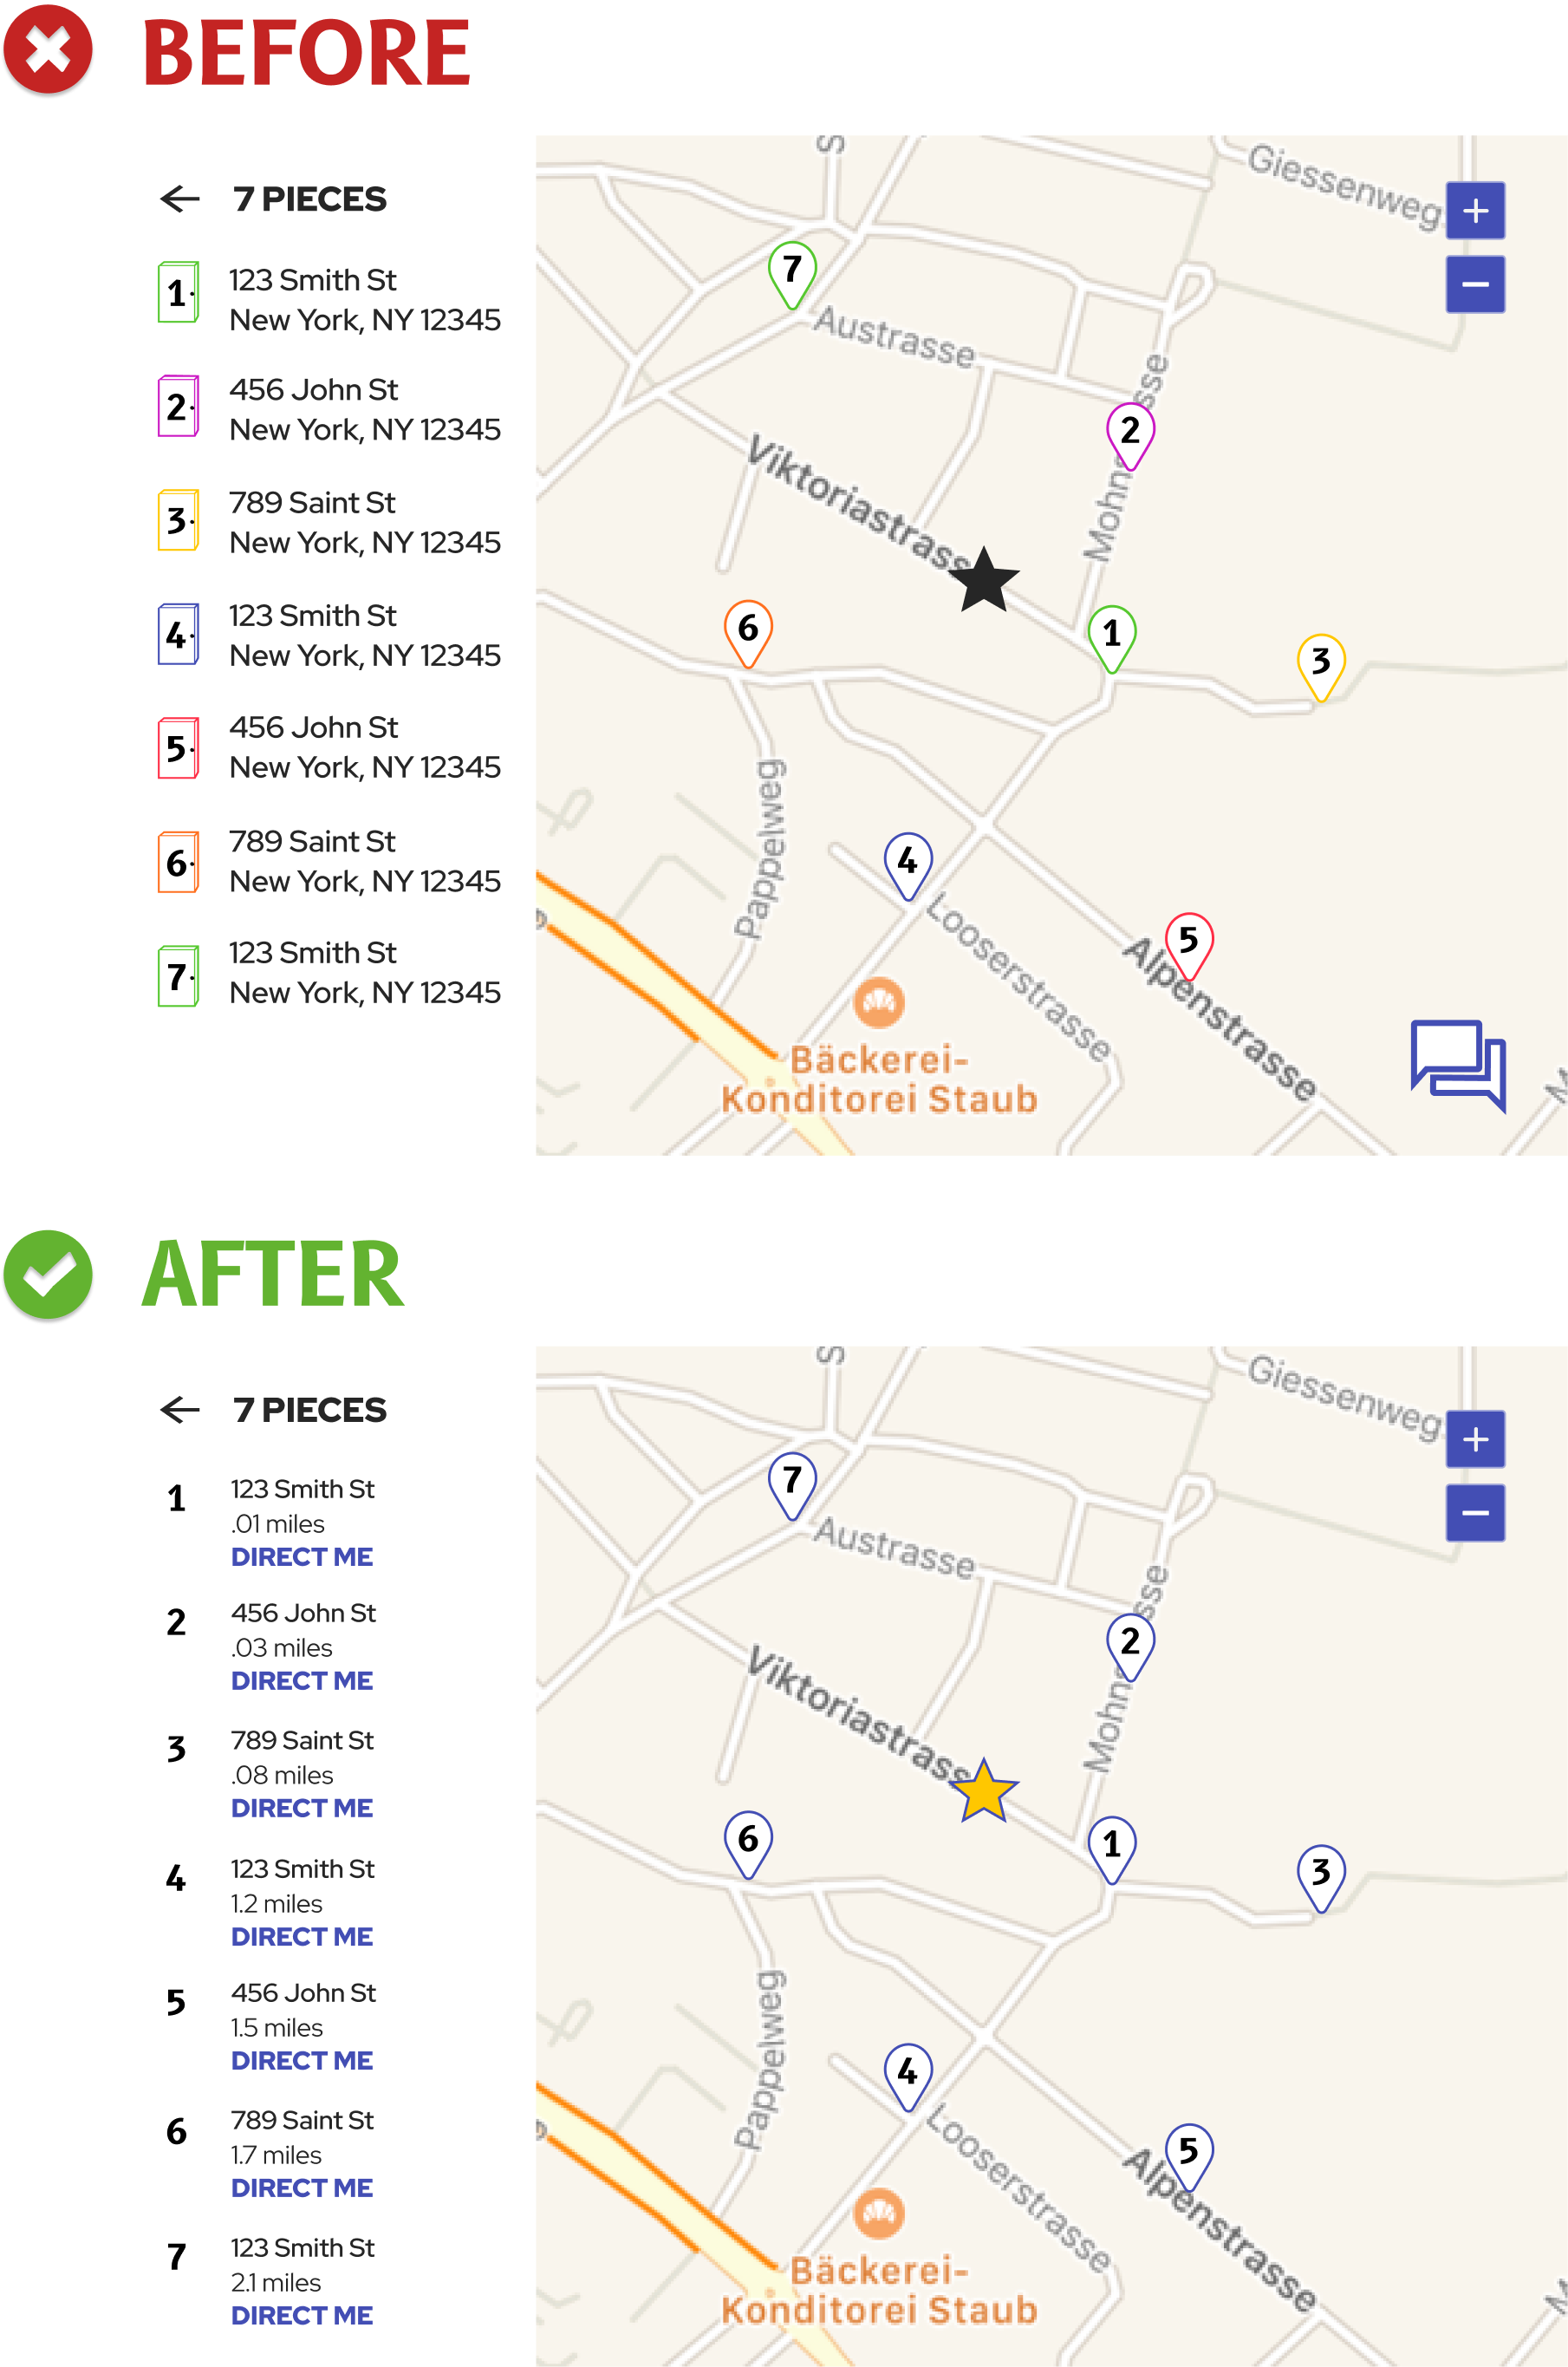 BEFORE
7 PIECES
1
123 Smith St
New York, NY 12345
2
456 John St
New York, NY 12345
3
789 Saint St
New York, NY 12345
4
123 Smith St
New York, NY 12345
5
456 John St
New York, NY 12345
6
789 Saint St
New York, NY 12345
7
123 Smith St
New York, NY 12345
S
Giessenweg
+
−
7
Austrasse
sse
2
Mohn
Viktoriastrass
6
1
3
Pappelweg
4
Looserstrasse
5
Alpenstrasse
Bäckerei-
Konditorei Staub
AFTER
7 PIECES
1
123 Smith St
.01 miles
DIRECT ME
2
456 John St
.03 miles
DIRECT ME
3
789 Saint St
.08 miles
DIRECT ME
4
123 Smith St
1.2 miles
DIRECT ME
5
456 John St
1.5 miles
DIRECT ME
6
789 Saint St
1.7 miles
DIRECT ME
7
123 Smith St
2.1 miles
DIRECT ME
S
Giessenweg
+
−
7
Austrasse
sse
2
Mohn
Viktoriastrass
6
1
3
Pappelweg
4
Looserstrasse
5
Alpenstrasse
Bäckerei-
Konditorei Staub